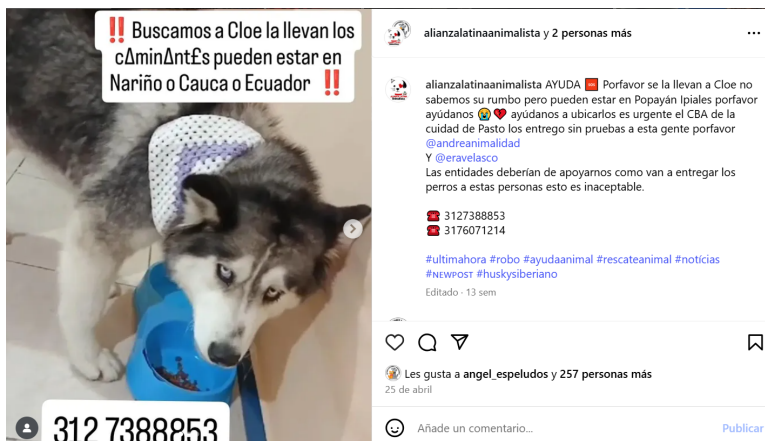 ‼ Buscamos a Cloe la llevan los
cΔminΔnt£s pueden estar en
Nariño o Cauca o Ecuador ‼
312 7388853
alianzalatinaanimalista y 2 personas más
alianzalatinaanimalista AYUDA 🆘 Porfavor se la llevan a Cloe no
sabemos su rumbo pero pueden estar en Popayán Ipiales porfavor
ayúdanos 😭💔 ayúdanos a ubicarlos es urgente el CBA de la
cuidad de Pasto los entrego sin pruebas a esta gente porfavor
@andreanimalidad
Y @eravelasco
Las entidades deberían de apoyarnos como van a entregar los
perros a estas personas esto es inaceptable.
☎️ 3127388853
☎️ 3176071214
#ultimahora #robo #ayudaanimal #rescateanimal #notícias
#ɴᴇᴡᴘᴏsᴛ #huskysiberiano
Editado · 13 sem
Les gusta a angel_espeludos y 257 personas más
25 de abril
Añade un comentario...
Publicar